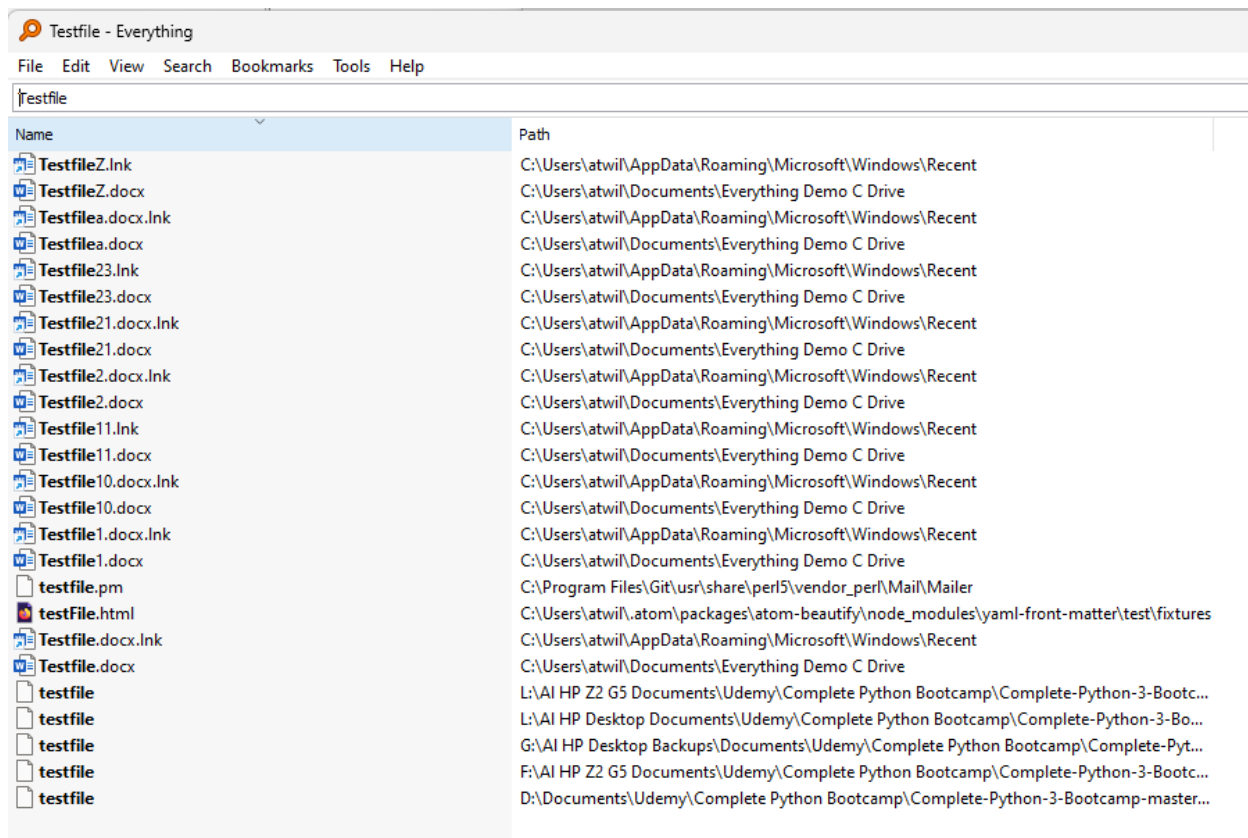 Testfile - Everything
File Edit View Search Bookmarks Tools Help
Testfile
Name Path
TestfileZ.lnk C:\Users\atwil\AppData\Roaming\Microsoft\Windows\Recent
TestfileZ.docx C:\Users\atwil\Documents\Everything Demo C Drive
Testfilea.docx.lnk C:\Users\atwil\AppData\Roaming\Microsoft\Windows\Recent
Testfilea.docx C:\Users\atwil\Documents\Everything Demo C Drive
Testfile23.lnk C:\Users\atwil\AppData\Roaming\Microsoft\Windows\Recent
Testfile23.docx C:\Users\atwil\Documents\Everything Demo C Drive
Testfile21.docx.lnk C:\Users\atwil\AppData\Roaming\Microsoft\Windows\Recent
Testfile21.docx C:\Users\atwil\Documents\Everything Demo C Drive
Testfile2.docx.lnk C:\Users\atwil\AppData\Roaming\Microsoft\Windows\Recent
Testfile2.docx C:\Users\atwil\Documents\Everything Demo C Drive
Testfile11.lnk C:\Users\atwil\AppData\Roaming\Microsoft\Windows\Recent
Testfile11.docx C:\Users\atwil\Documents\Everything Demo C Drive
Testfile10.docx.lnk C:\Users\atwil\AppData\Roaming\Microsoft\Windows\Recent
Testfile10.docx C:\Users\atwil\Documents\Everything Demo C Drive
Testfile1.docx.lnk C:\Users\atwil\AppData\Roaming\Microsoft\Windows\Recent
Testfile1.docx C:\Users\atwil\Documents\Everything Demo C Drive
testfile.pm C:\Program Files\Git\usr\share\perl5\vendor_perl\Mail\Mailer
testFile.html C:\Users\atwil\.atom\packages\atom-beautify\node_modules\yaml-front-matter\test\fixtures
Testfile.docx.lnk C:\Users\atwil\AppData\Roaming\Microsoft\Windows\Recent
Testfile.docx C:\Users\atwil\Documents\Everything Demo C Drive
testfile L:\AI HP Z2 G5 Documents\Udemy\Complete Python Bootcamp\Complete-Python-3-Bootc...
testfile L:\AI HP Desktop Documents\Udemy\Complete Python Bootcamp\Complete-Python-3-Bo...
testfile G:\AI HP Desktop Backups\Documents\Udemy\Complete Python Bootcamp\Complete-Pyt...
testfile F:\AI HP Z2 G5 Documents\Udemy\Complete Python Bootcamp\Complete-Python-3-Bootc...
testfile D:\Documents\Udemy\Complete Python Bootcamp\Complete-Python-3-Bootcamp-master...